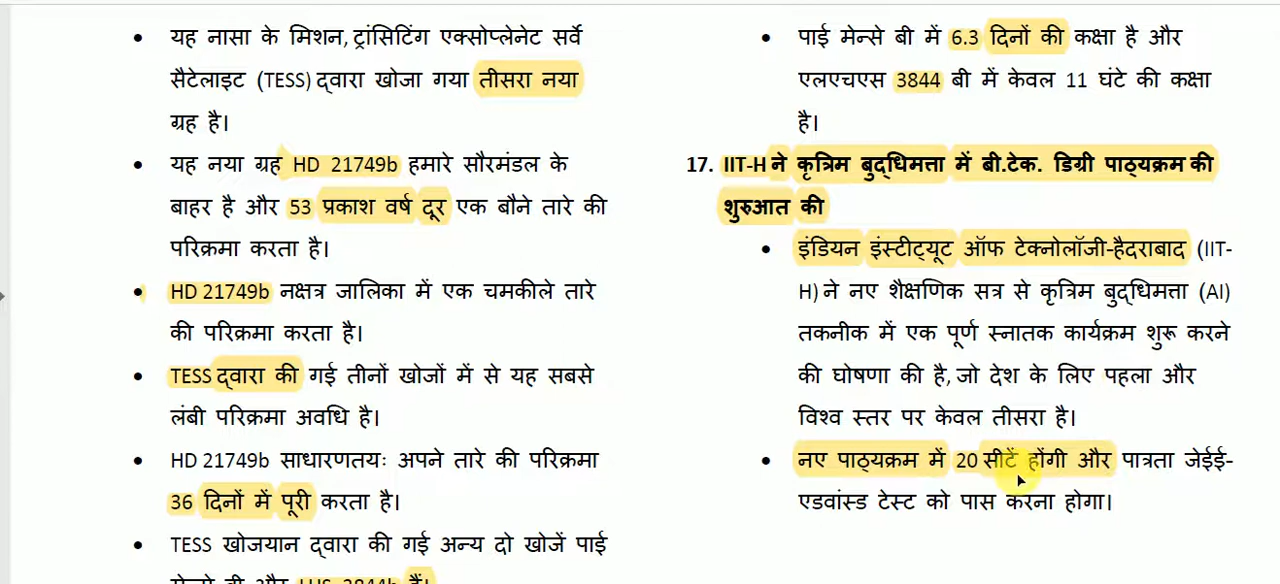 यह नासा के मिशन, ट्रांसिटिंग एक्सोप्लेनेट सर्वे
सैटेलाइट (TESS) द्वारा खोजा गया तीसरा नया
ग्रह है।
यह नया ग्रह HD 21749b हमारे सौरमंडल के
बाहर है और 53 प्रकाश वर्ष दूर एक बौने तारे की
परिक्रमा करता है।
HD 21749b नक्षत्र जालिका में एक चमकीले तारे
की परिक्रमा करता है।
TESS द्वारा की गई तीनों खोजों में से यह सबसे
लंबी परिक्रमा अवधि है।
HD 21749b साधारणतयः अपने तारे की परिक्रमा
36 दिनों में पूरी करता है।
TESS खोजयान द्वारा की गई अन्य दो खोजें पाई
पाई मेन्से बी में 6.3 दिनों की कक्षा है और
एलएचएस 3844 बी में केवल 11 घंटे की कक्षा
है।
17. IIT-H ने कृत्रिम बुद्धिमत्ता में बी.टेक. डिग्री पाठ्यक्रम की
शुरुआत की
इंडियन इंस्टीट्यूट ऑफ टेक्नोलॉजी-हैदराबाद (IIT-
H) ने नए शैक्षणिक सत्र से कृत्रिम बुद्धिमत्ता (AI)
तकनीक में एक पूर्ण स्नातक कार्यक्रम शुरू करने
की घोषणा की है, जो देश के लिए पहला और
विश्व स्तर पर केवल तीसरा है।
नए पाठ्यक्रम में 20 सीटें होंगी और पात्रता जेईई-
एडवांस्ड टेस्ट को पास करना होगा।